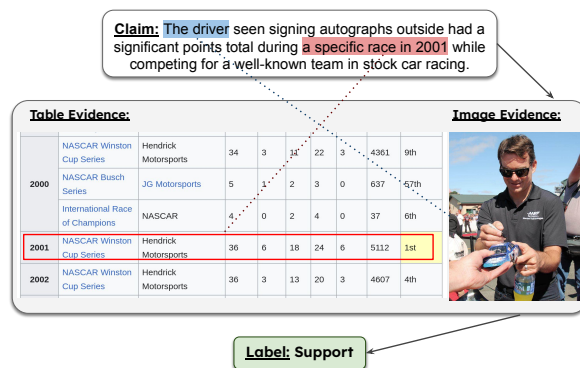 Claim: The driver seen signing autographs outside had a
significant points total during a specific race in 2001 while
competing for a well-known team in stock car racing.
Table Evidence:
Image Evidence:
NASCAR Winston Hendrick
Cup Series Motorsports 34 3 11 22 3 4361 9th
2000 NASCAR Busch
Series JG Motorsports 5 1 2 3 0 637 57th
International Race
of Champions NASCAR 4 0 2 4 0 37 6th
2001 NASCAR Winston Hendrick
Cup Series Motorsports 36 6 18 24 6 5112 1st
2002 NASCAR Winston Hendrick
Cup Series Motorsports 36 3 13 20 3 4607 4th
Label: Support